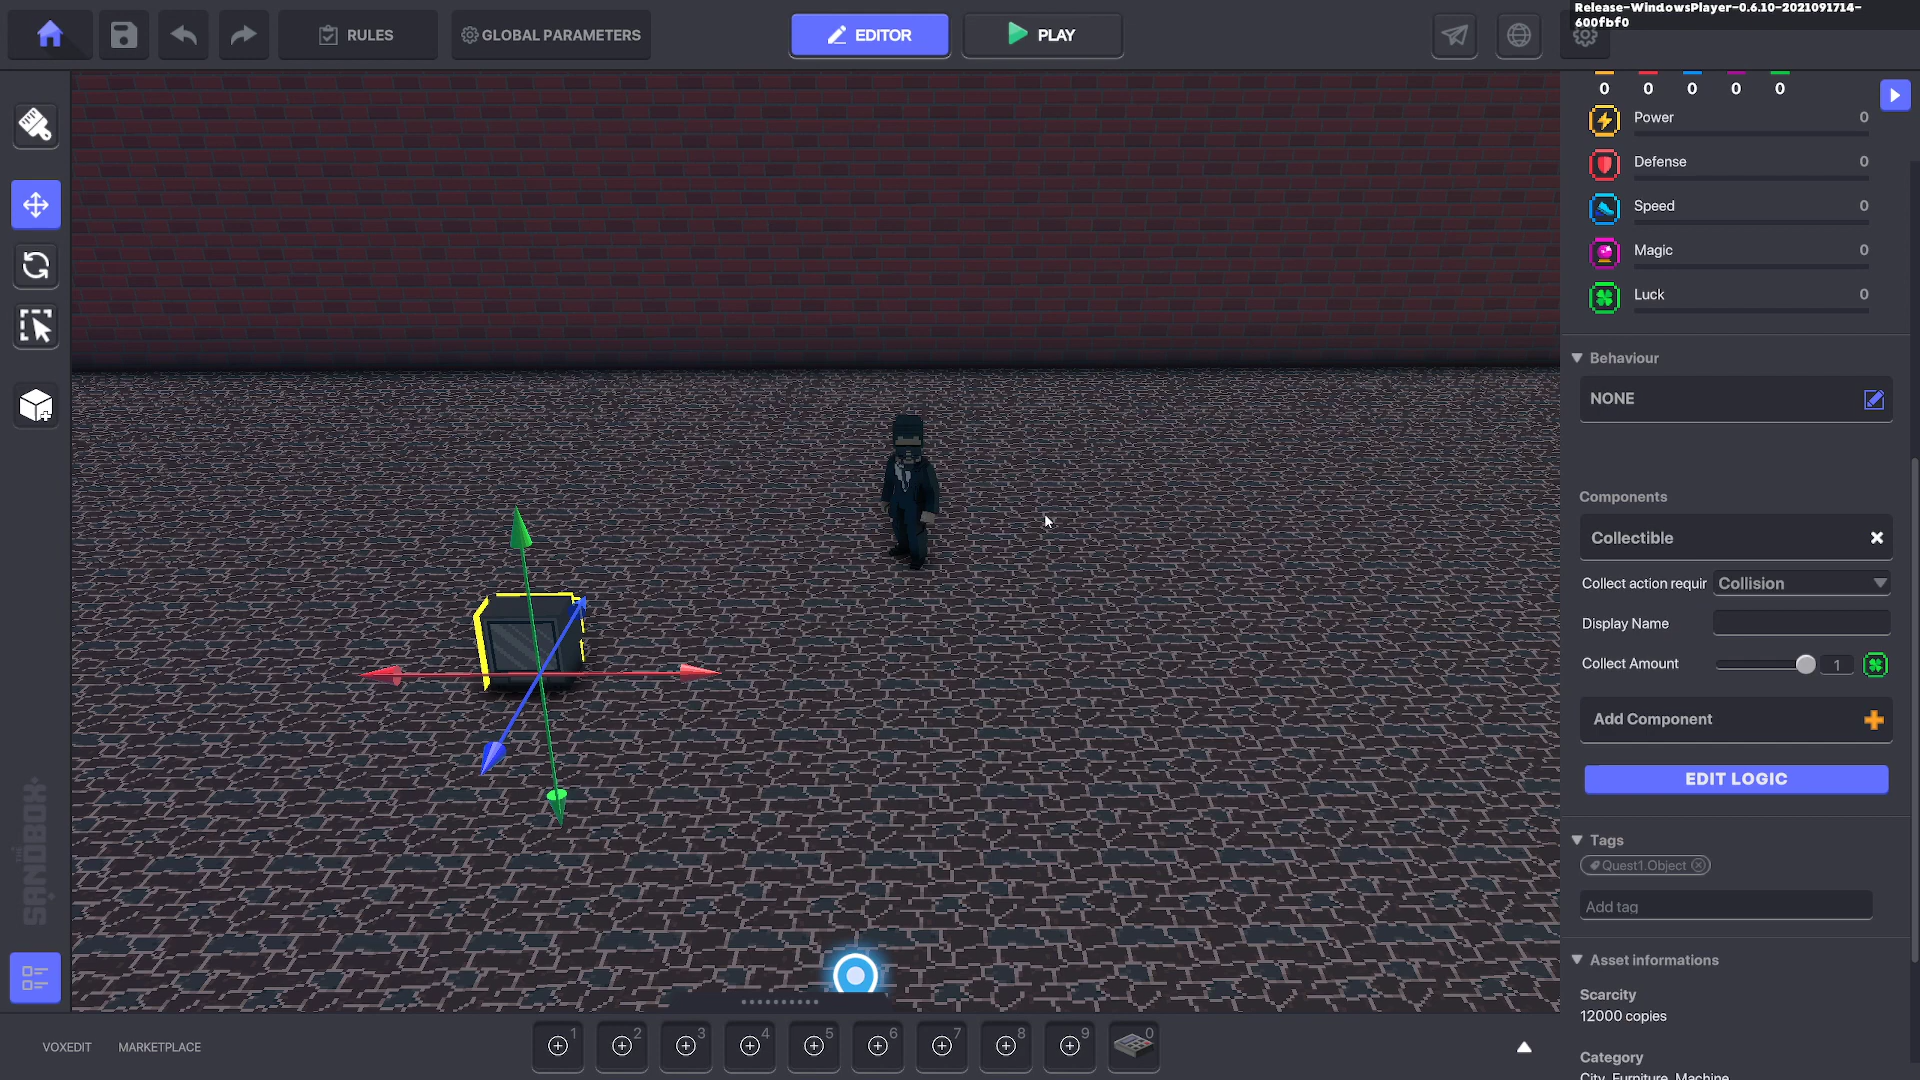 Release-WindowsPlayer-0.6.10-2021091714-
600fbf0
RULES
GLOBAL PARAMETERS
EDITOR
PLAY
0 0 0 0 0
Power 0
Defense 0
Speed 0
Magic 0
Luck 0
Behaviour
NONE
Components
Collectible
Collect action requir Collision
Display Name
Collect Amount 1
Add Component
EDIT LOGIC
Tags
Quest1.Object
Add tag
Asset informations
Scarcity
12000 copies
Category
City, Furniture, Machine
THE SANDBOX
VOXEDIT MARKETPLACE
1 2 3 4 5 6 7 8 9 0